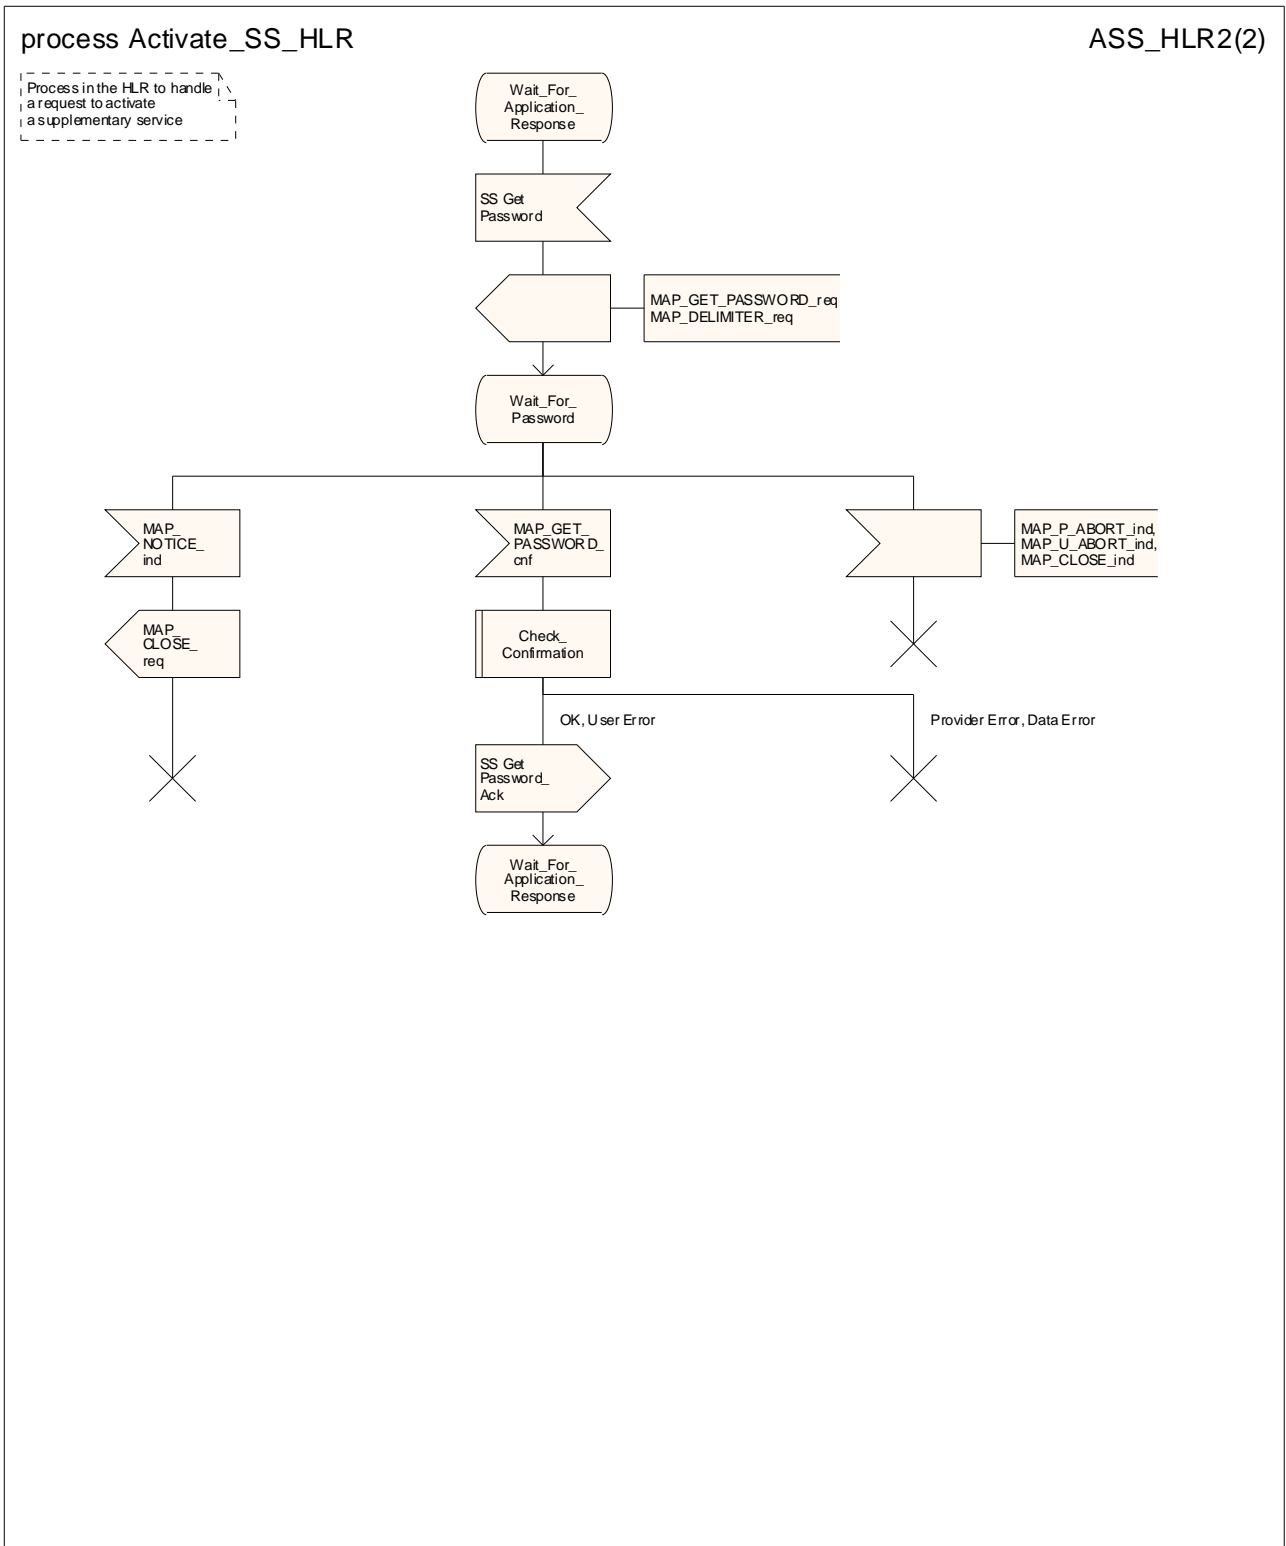 process Activate_SS_HLR
ASS_HLR2(2)
Process in the HLR to handle
a request to activate
a supplementary service
Wait_For_
Application_
Response
SS Get
Password
MAP_GET_PASSWORD_req
MAP_DELIMITER_req
Wait_For_
Password
MAP_
NOTICE_
ind
MAP_GET_
PASSWORD_
cnf
MAP_P_ABORT_ind,
MAP_U_ABORT_ind,
MAP_CLOSE_ind
MAP_
CLOSE_
req
Check_
Confirmation
OK, User Error
Provider Error, Data Error
SS Get
Password_
Ack
Wait_For_
Application_
Response